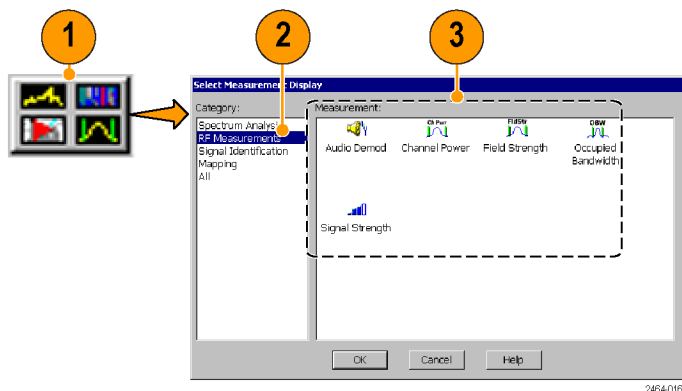 1
2
3
Select Measurement Display
Category:
Measurement:
Spectrum Analysis
RF Measurements
Signal Identification
Mapping
All
Ch Pwr
FldStr
OBW
Audio Demod
Channel Power
Field Strength
Occupied
Bandwidth
Signal Strength
OK
Cancel
Help
2464-016